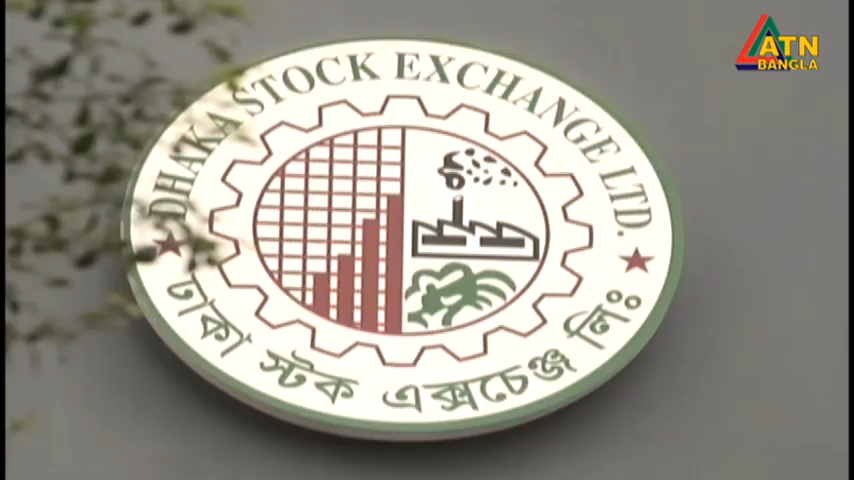 ATN
BANGLA
DHAKA STOCK EXCHANGE LTD.
ঢাকা স্টক এক্সচেঞ্জ লিঃ